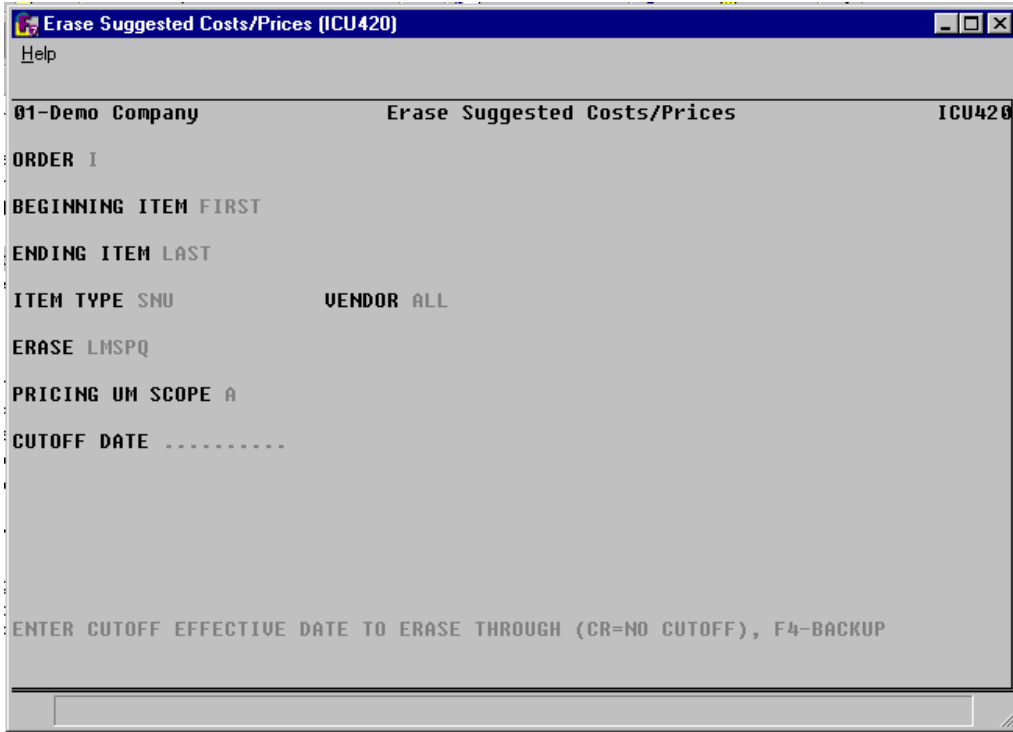 Erase Suggested Costs/Prices (ICU420)
Help
01-Demo Company Erase Suggested Costs/Prices ICU420
ORDER I
BEGINNING ITEM FIRST
ENDING ITEM LAST
ITEM TYPE SNU VENDOR ALL
ERASE LMSPQ
PRICING UM SCOPE A
CUTOFF DATE ..........
ENTER CUTOFF EFFECTIVE DATE TO ERASE THROUGH (CR=NO CUTOFF), F4-BACKUP